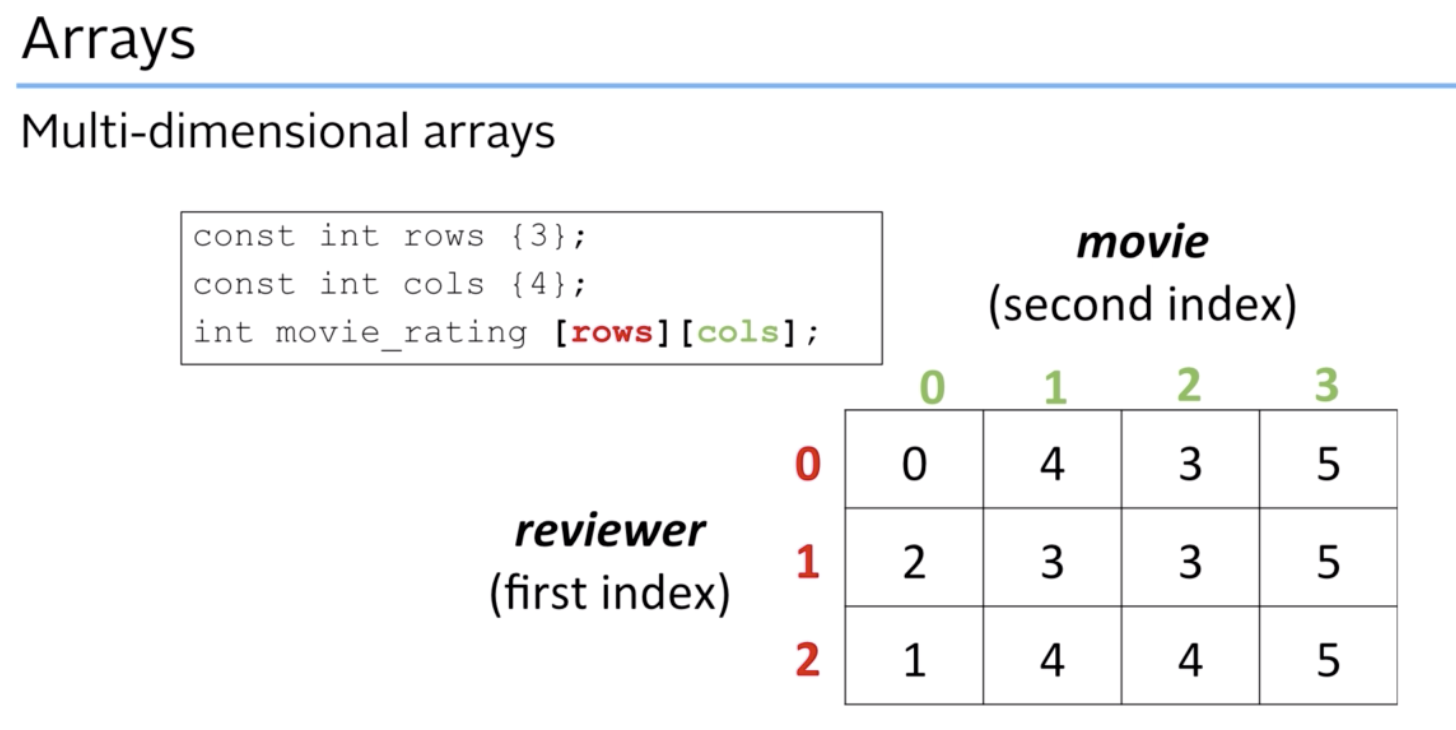 Arrays
Multi-dimensional arrays
const int rows {3};
const int cols {4};
int movie_rating [rows][cols];
movie
(second index)
0 1 2 3
reviewer
(first index)
0 0 4 3 5
1 2 3 3 5
2 1 4 4 5